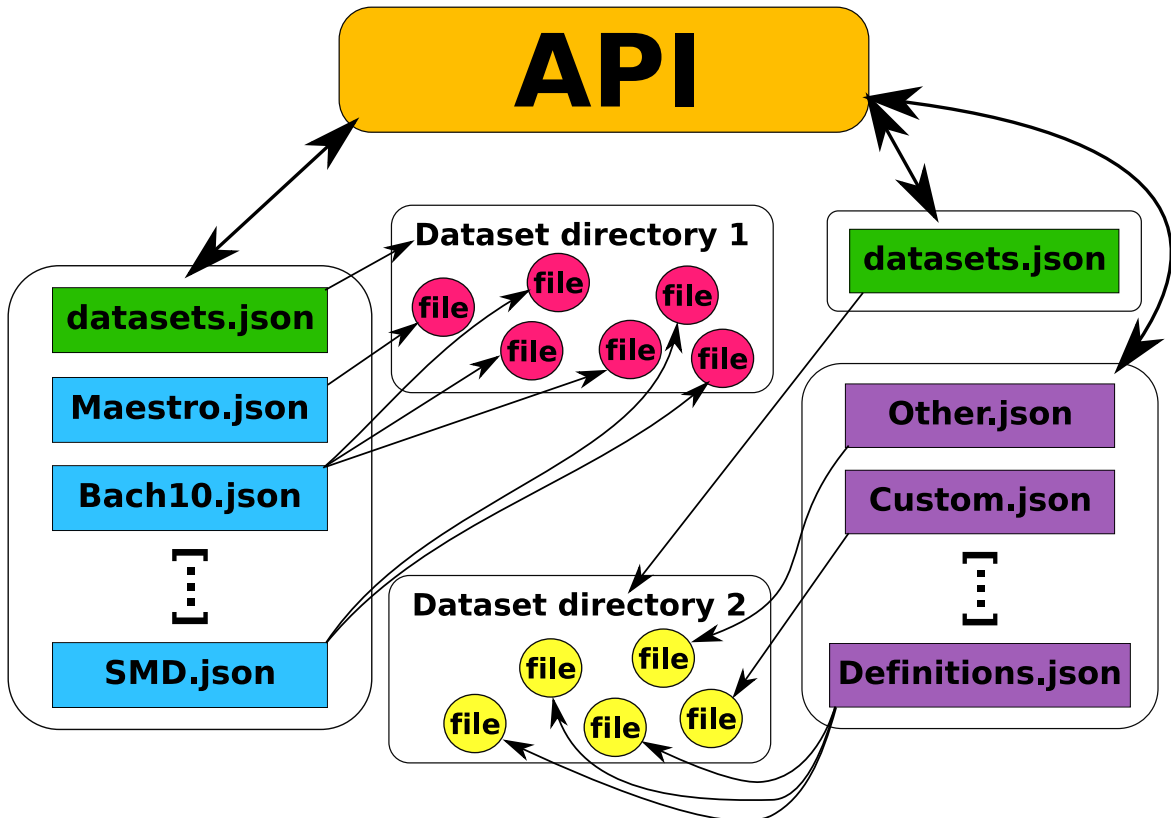 API
datasets.json
Maestro.json
Bach10.json
[...]
SMD.json
Dataset directory 1
file
file
file
file
file
file
Dataset directory 2
file
file
file
file
file
datasets.json
Other.json
Custom.json
[...]
Definitions.json